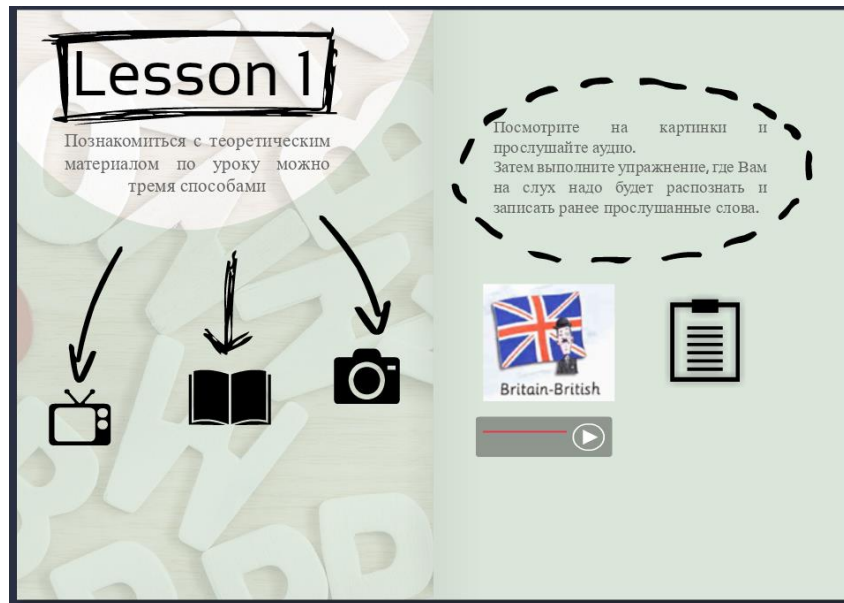 Lesson 1
Познакомиться с теоретическим
материалом по уроку можно
тремя способами
Посмотрите на картинки и
прослушайте аудио.
Затем выполните упражнение, где Вам
на слух надо будет распознать и
записать ранее прослушанные слова.
Britain-British